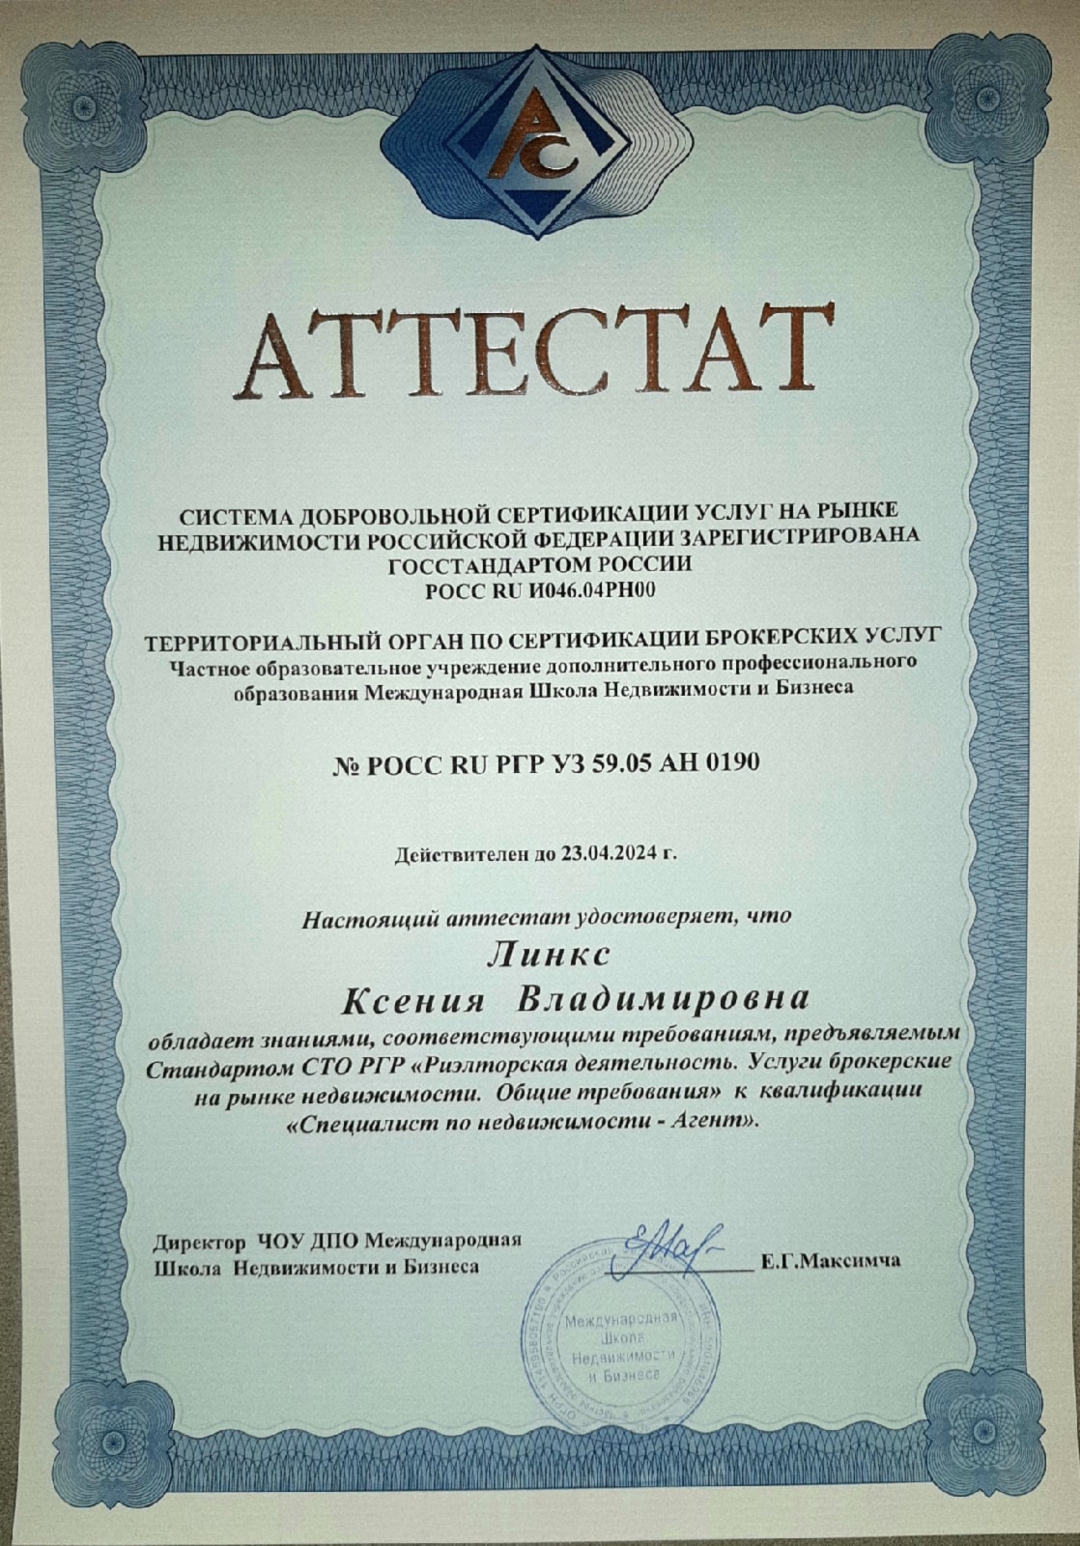 АС
АТТЕСТАТ
СИСТЕМА ДОБРОВОЛЬНОЙ СЕРТИФИКАЦИИ УСЛУГ НА РЫНКЕ
НЕДВИЖИМОСТИ РОССИЙСКОЙ ФЕДЕРАЦИИ ЗАРЕГИСТРИРОВАНА
ГОССТАНДАРТОМ РОССИИ
РОСС RU И046.04РН00
ТЕРРИТОРИАЛЬНЫЙ ОРГАН ПО СЕРТИФИКАЦИИ БРОКЕРСКИХ УСЛУГ
Частное образовательное учреждение дополнительного профессионального
образования Международная Школа Недвижимости и Бизнеса
№ РОСС RU РГР УЗ 59.05 АН 0190
Действителен до 23.04.2024 г.
Настоящий аттестат удостоверяет, что
Линкс
Ксения Владимировна
обладает знаниями, соответствующими требованиям, предъявляемым
Стандартом СТО РГР «Риэлторская деятельность. Услуги брокерские
на рынке недвижимости. Общие требования» к квалификации
«Специалист по недвижимости - Агент».
Директор ЧОУ ДПО Международная
Школа Недвижимости и Бизнеса
Е.Г.Максимча
Международная
Школа
Недвижимости
и Бизнеса